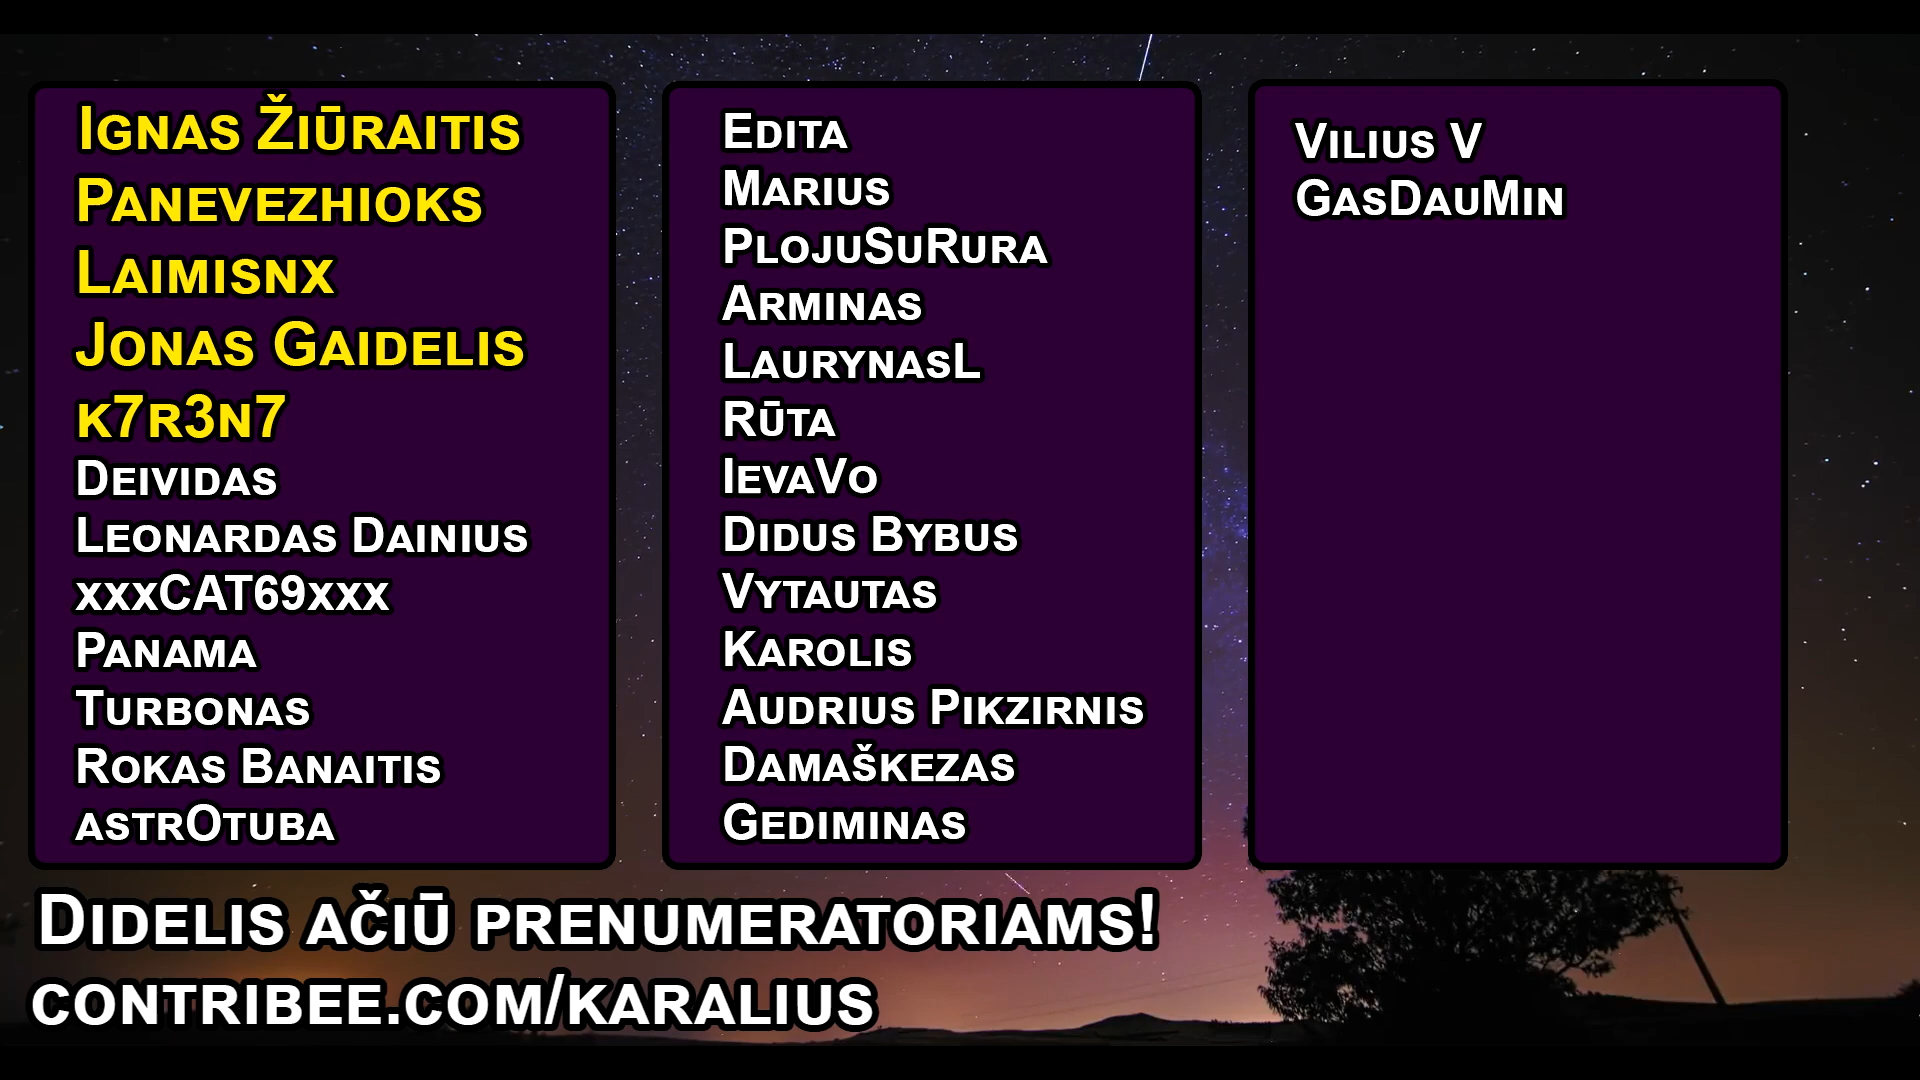 Ignas Žiūraitis
Panevezhioks
Laimisnx
Jonas Gaidelis
k7r3n7
Deividas
Leonardas Dainius
xxxCAT69xxx
Panama
Turbonas
Rokas Banaitis
astrOtuba
Edita
Marius
PlojuSuRura
Arminas
LaurynasL
Rūta
IevaVo
Didus Bybus
Vytautas
Karolis
Audrius Pikzirnis
Damaškezas
Gediminas
Vilius V
GasDauMin
Didelis ačiū prenumeratoriams!
contribee.com/karalius